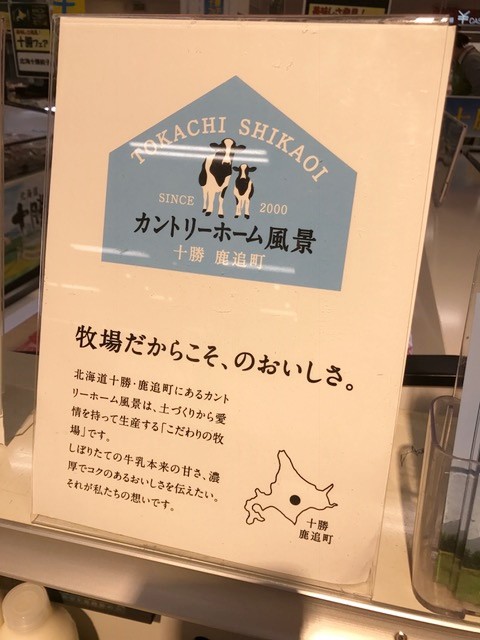 TOKACHI SHIKAOI
SINCE 2000
カントリーホーム風景
十勝 鹿追町
牧場だからこそ、のおいしさ。
北海道十勝・鹿追町にあるカント
リーホーム風景は、土づくりから愛
情を持って生産する「こだわりの牧
場」です。
しぼりたての牛乳本来の甘さ、濃
厚でコクのあるおいしさを伝えたい。
それが私たちの想いです。
十勝
鹿追町